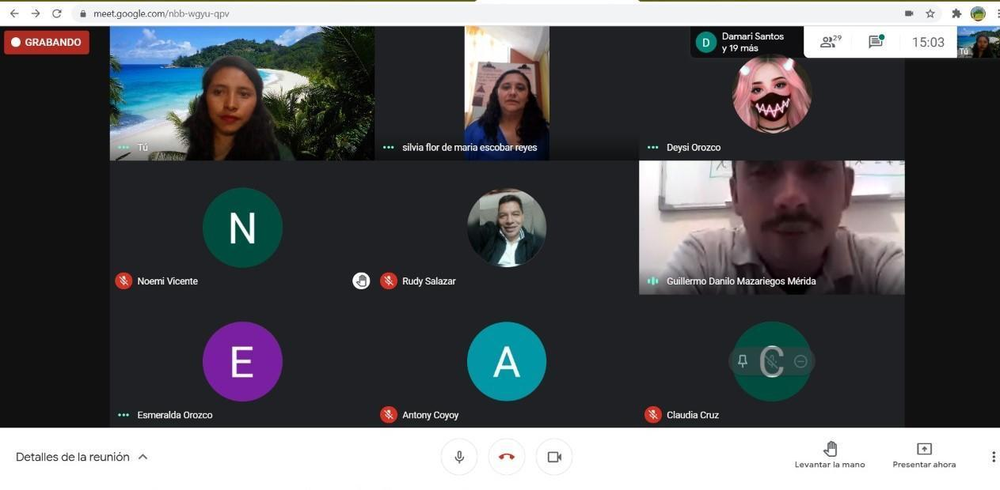 meet.google.com/nbb-wgyu-qpv
GRABANDO
D
Damari Santos
y 19 más
29
15:03
Tú
Tú
silvia flor de maria escobar reyes
Deysi Orozco
N
Noemi Vicente
Rudy Salazar
Guillermo Danilo Mazariegos Mérida
E
Esmeralda Orozco
A
Antony Coyoy
C
Claudia Cruz
Detalles de la reunión
Levantar la mano
Presentar ahora